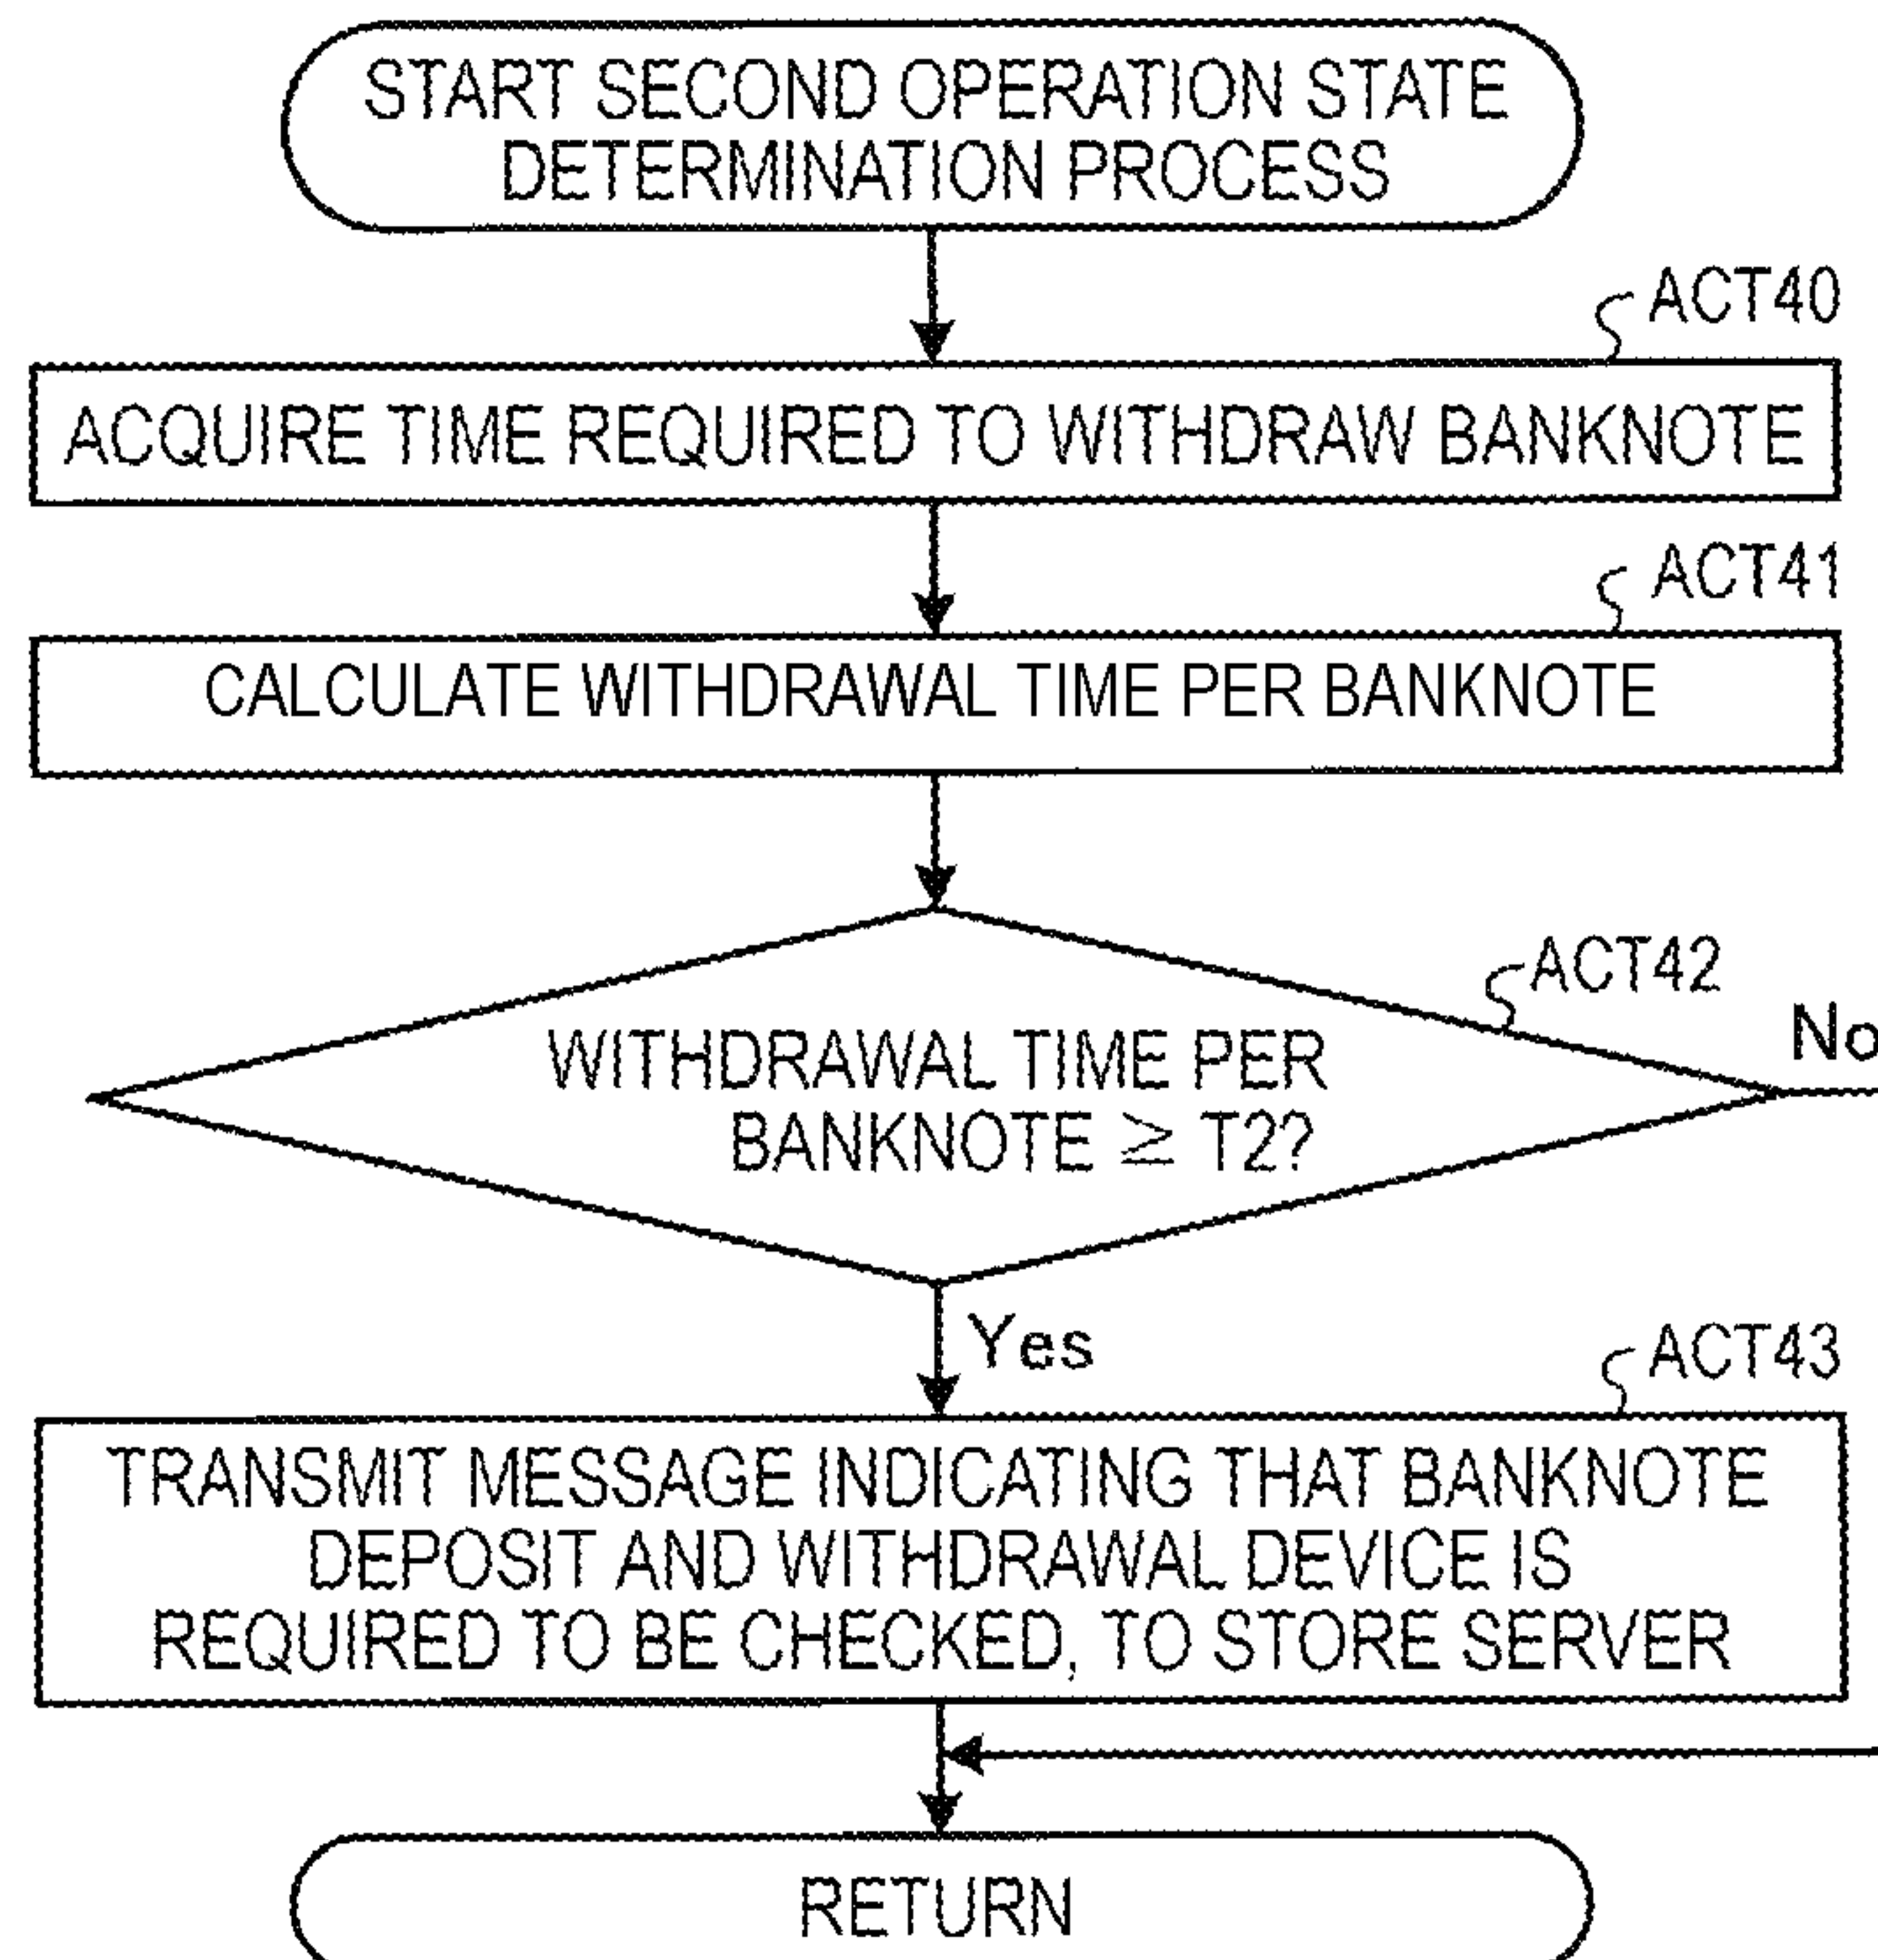 START SECOND OPERATION STATE
DETERMINATION PROCESS
ACT40
ACQUIRE TIME REQUIRED TO WITHDRAW BANKNOTE
ACT41
CALCULATE WITHDRAWAL TIME PER BANKNOTE
ACT42
No
WITHDRAWAL TIME PER
BANKNOTE ≧ T2?
Yes
ACT43
TRANSMIT MESSAGE INDICATING THAT BANKNOTE
DEPOSIT AND WITHDRAWAL DEVICE IS
REQUIRED TO BE CHECKED, TO STORE SERVER
RETURN